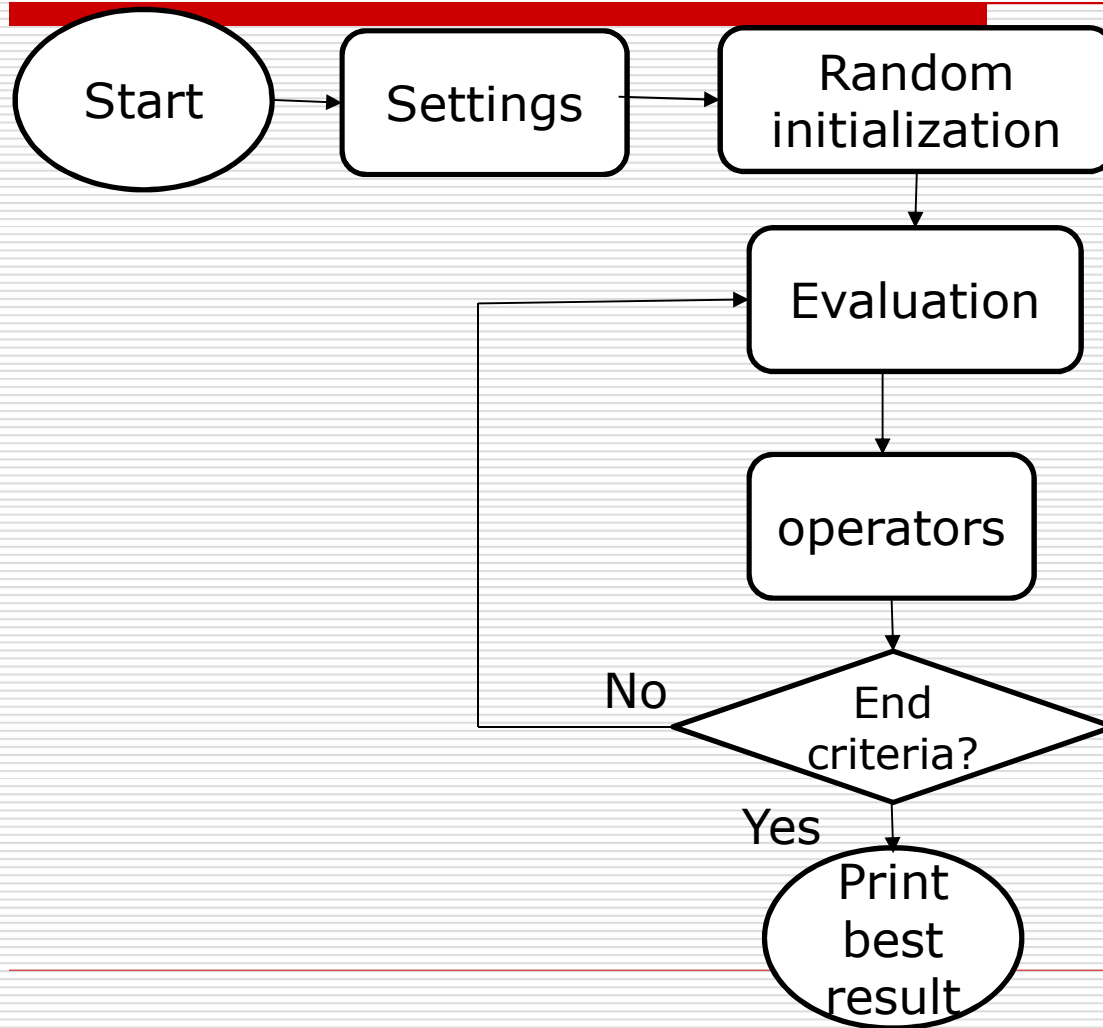 Start
Settings
Random
initialization
Evaluation
operators
No
End
criteria?
Yes
Print
best
result